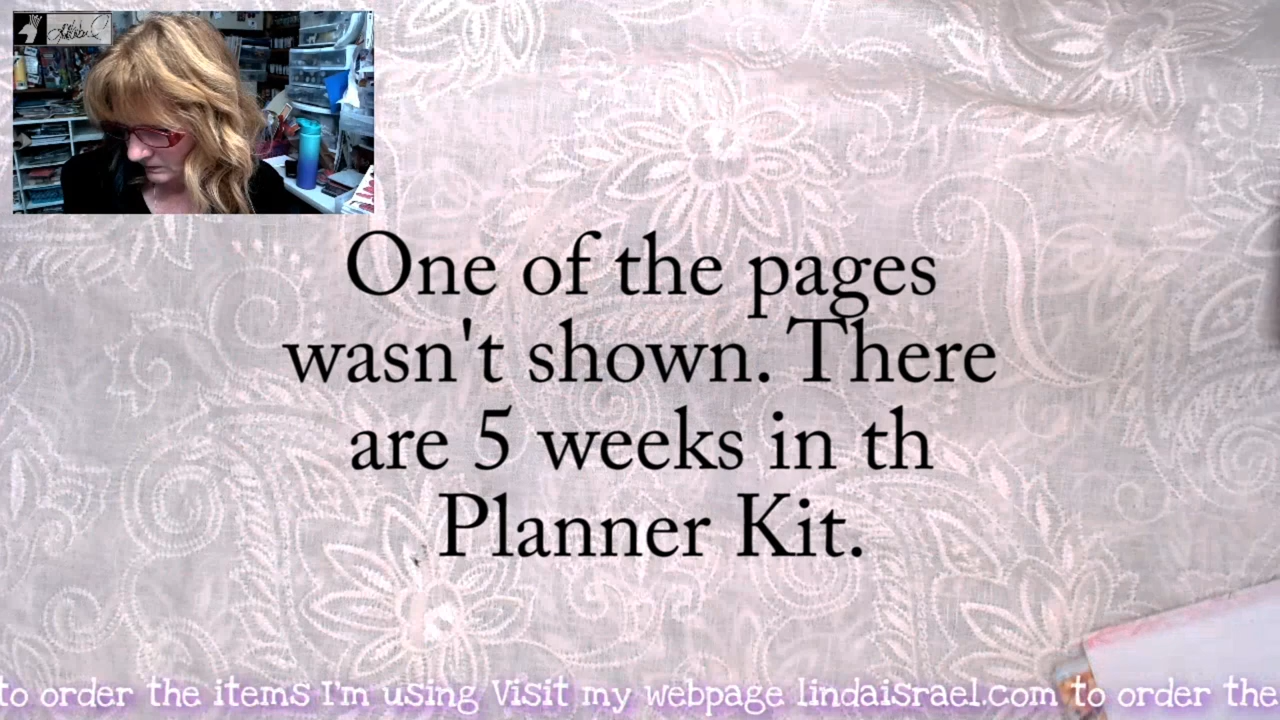 One of the pages
wasn't shown. There
are 5 weeks in th
Planner Kit.
to order the items I'm using Visit my webpage lindaisrael.com to order the